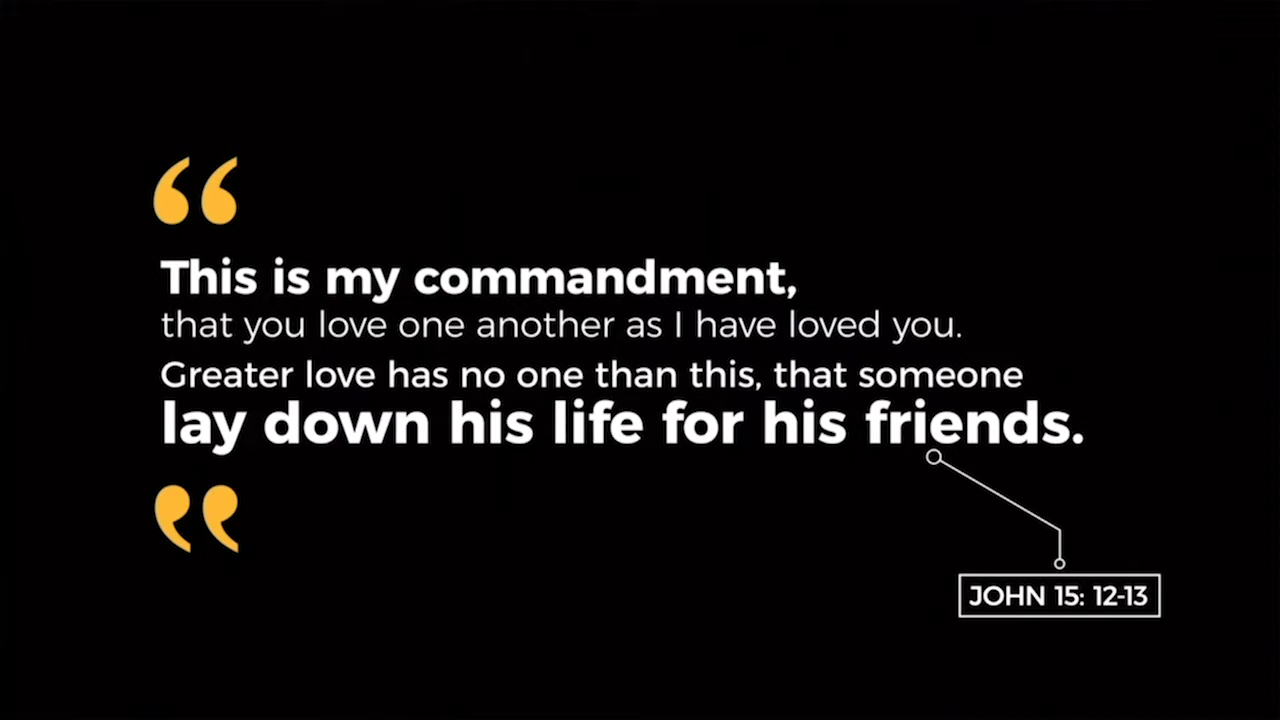 “
This is my commandment,
that you love one another as I have loved you.
Greater love has no one than this, that someone
lay down his life for his friends.
”
JOHN 15: 12-13